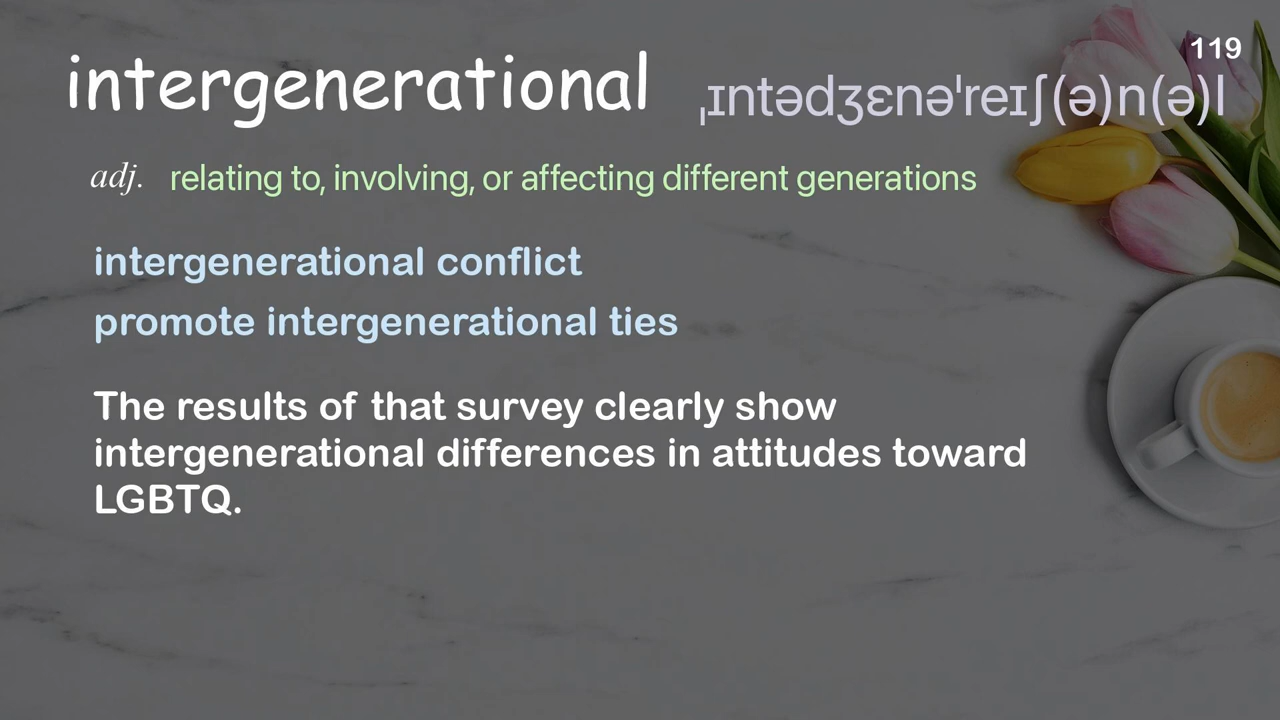 119
intergenerational ˌɪntədʒɛnəˈreɪʃ(ə)n(ə)l
adj. relating to, involving, or affecting different generations
intergenerational conflict
promote intergenerational ties
The results of that survey clearly show
intergenerational differences in attitudes toward
LGBTQ.